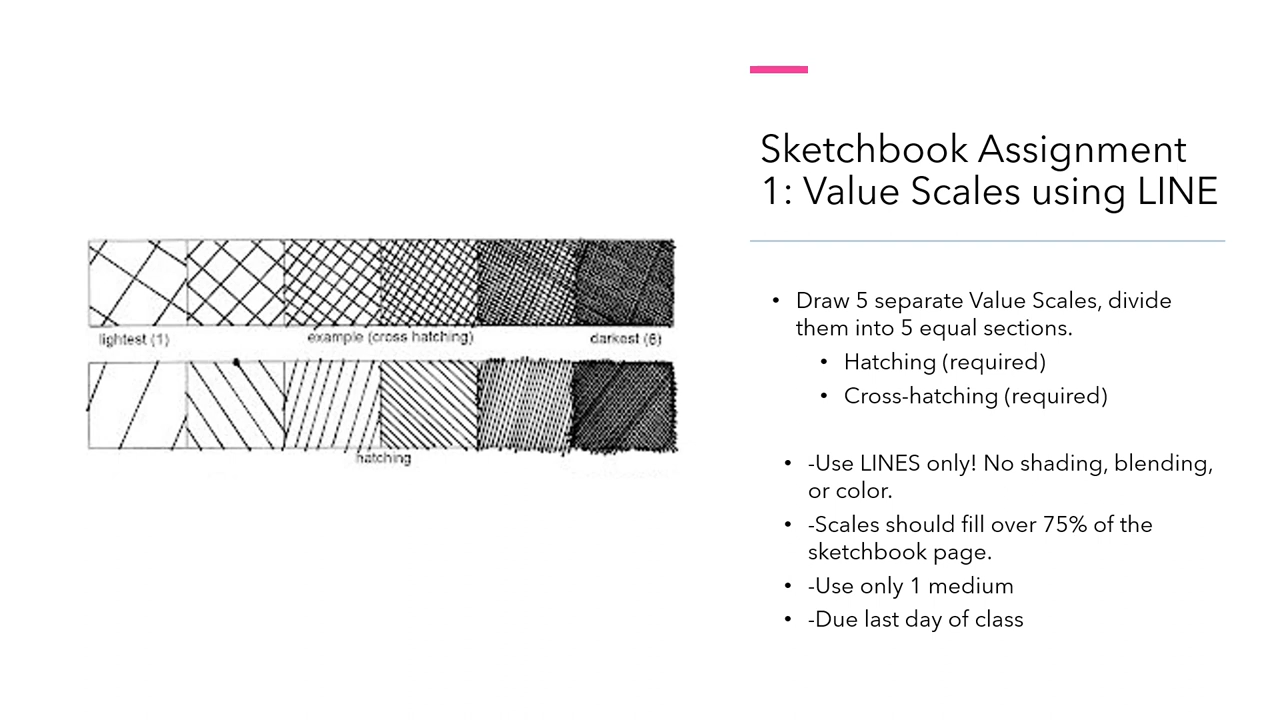 Sketchbook Assignment
1: Value Scales using LINE
lightest (1)
example (cross hatching)
darkest (6)
hatching
• Draw 5 separate Value Scales, divide
them into 5 equal sections.
• Hatching (required)
• Cross-hatching (required)
• -Use LINES only! No shading, blending,
or color.
• -Scales should fill over 75% of the
sketchbook page.
• -Use only 1 medium
• -Due last day of class